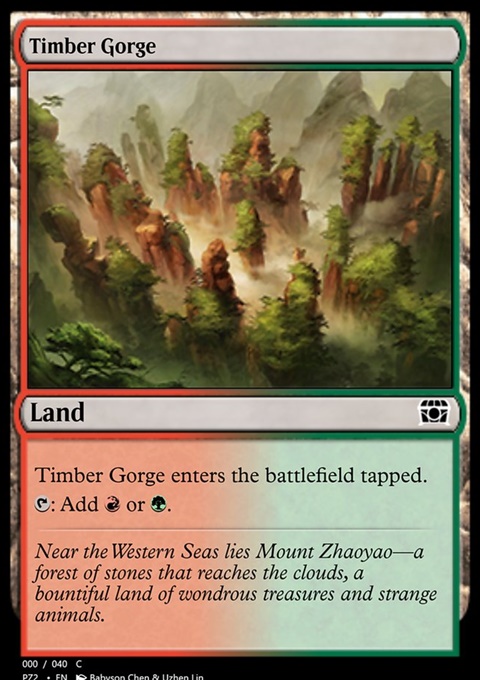 Timber Gorge
Land
Timber Gorge enters the battlefield tapped.
: Add or .
Near the Western Seas lies Mount Zhaoyao—a
forest of stones that reaches the clouds, a
bountiful land of wondrous treasures and strange
animals.
000 / 040 C
PZ2 • EN Babyson Chen & Uzhen Lin